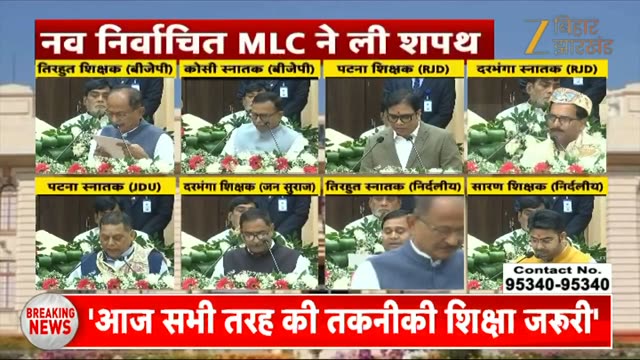 नव निर्वाचित MLC ने ली शपथ
Z बिहार झारखंड
तिरहुत शिक्षक (बीजेपी)
कोसी स्नातक (बीजेपी)
पटना शिक्षक (RJD)
दरभंगा स्नातक (RJD)
पटना स्नातक (JDU)
दरभंगा शिक्षक (जन सुराज)
तिरहुत स्नातक (निर्दलीय)
सारण शिक्षक (निर्दलीय)
Contact No.
95340-95340
BREAKING NEWS
'आज सभी तरह की तकनीकी शिक्षा जरुरी'